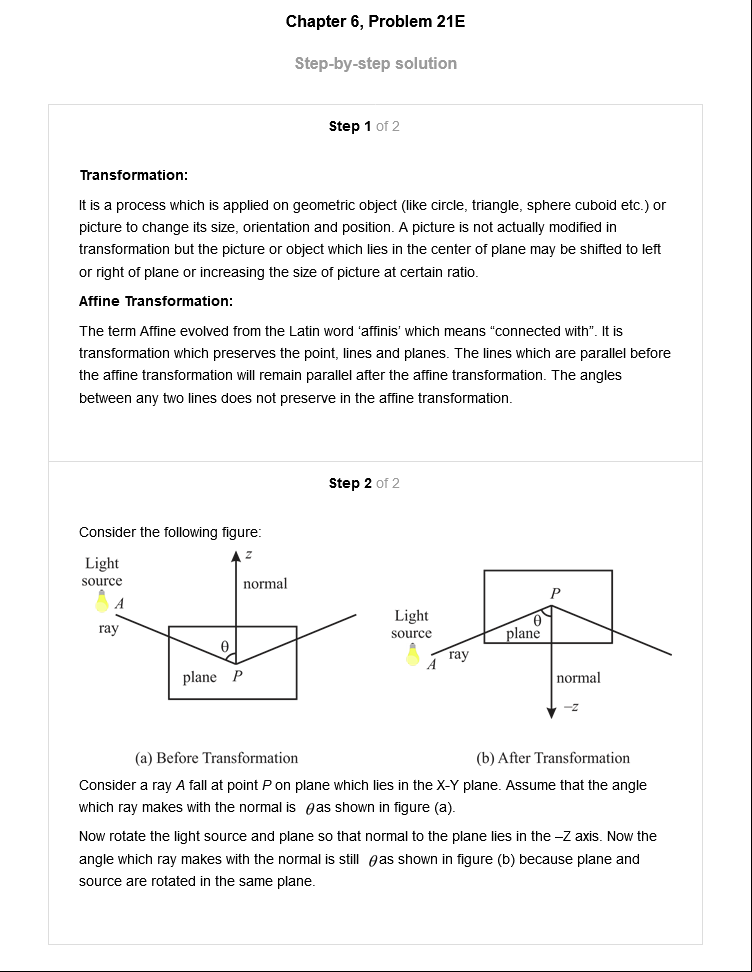 Chapter 6, Problem 21E
Step-by-step solution
Step 1 of 2
Transformation:
It is a process which is applied on geometric object (like circle, triangle, sphere cuboid etc.) or
picture to change its size, orientation and position. A picture is not actually modified in
transformation but the picture or object which lies in the center of plane may be shifted to left
or right of plane or increasing the size of picture at certain ratio.
Affine Transformation:
The term Affine evolved from the Latin word ‘affinis’ which means “connected with”. It is
transformation which preserves the point, lines and planes. The lines which are parallel before
the affine transformation will remain parallel after the affine transformation. The angles
between any two lines does not preserve in the affine transformation.
Step 2 of 2
Consider the following figure:
Light
source
A
ray
z
normal
θ
plane P
(a) Before Transformation
Light
source
A
ray
P
θ
plane
normal
–z
(b) After Transformation
Consider a ray A fall at point P on plane which lies in the X-Y plane. Assume that the angle
which ray makes with the normal is θ as shown in figure (a).
Now rotate the light source and plane so that normal to the plane lies in the –Z axis. Now the
angle which ray makes with the normal is still θ as shown in figure (b) because plane and
source are rotated in the same plane.